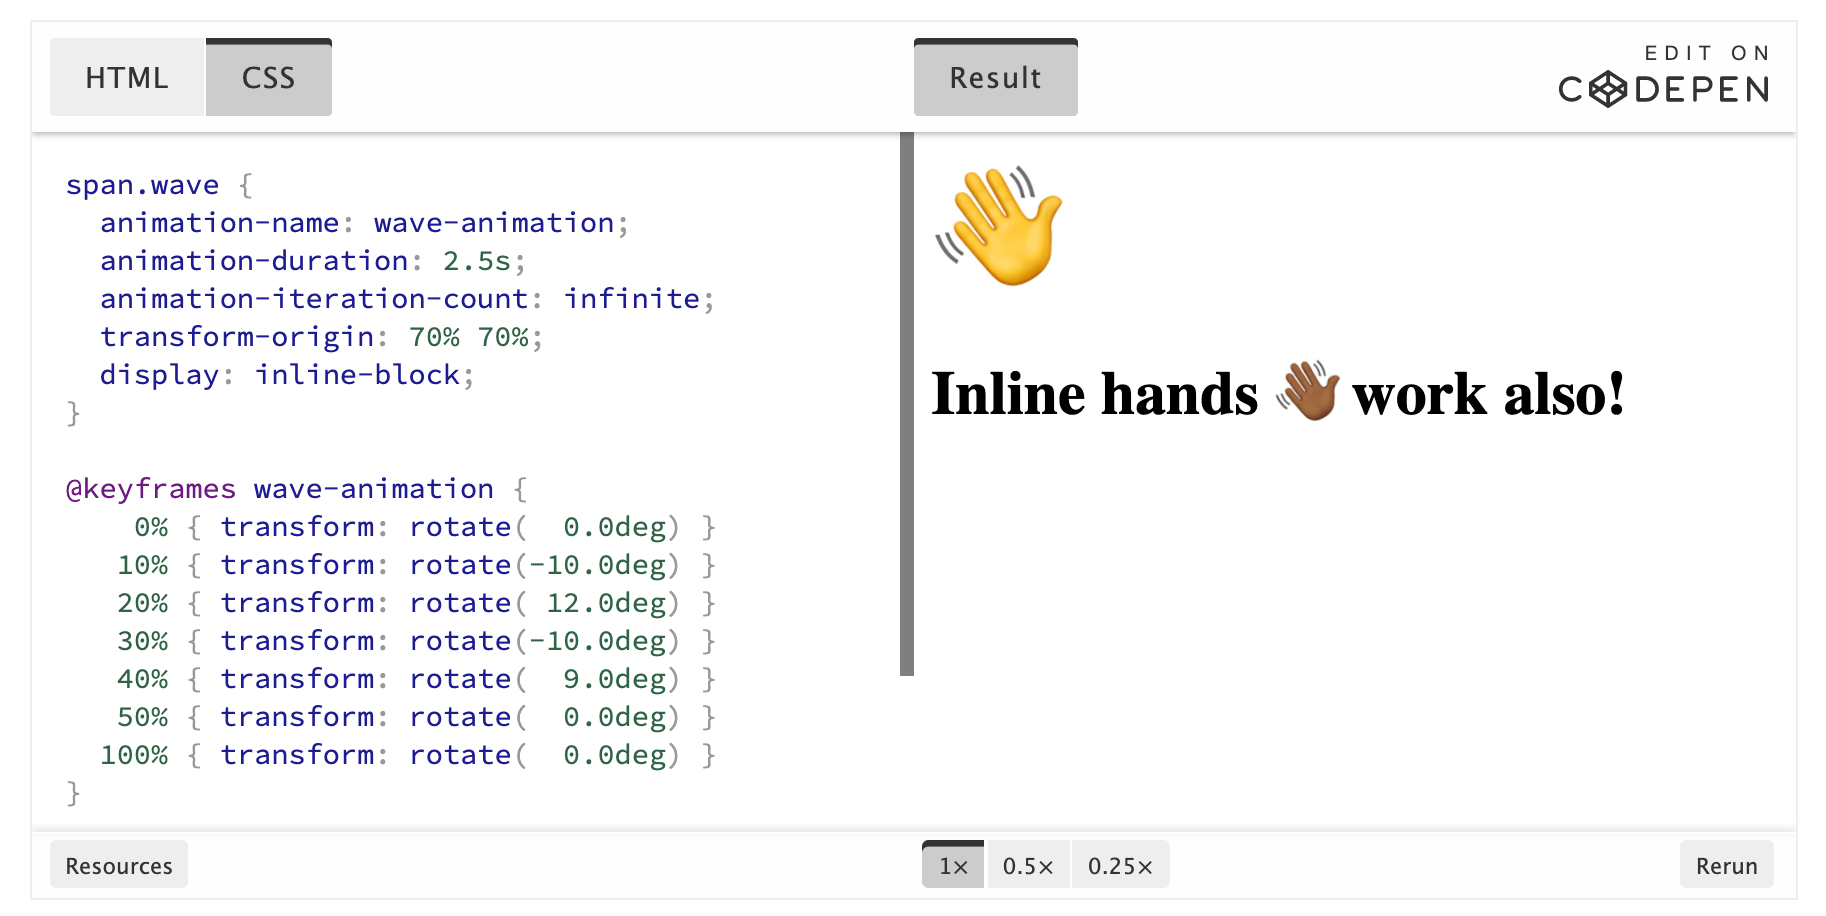 HTML CSS Result EDIT ON
CODEPEN
span.wave {
  animation-name: wave-animation;
  animation-duration: 2.5s;
  animation-iteration-count: infinite;
  transform-origin: 70% 70%;
  display: inline-block;
}
@keyframes wave-animation {
    0% { transform: rotate(  0.0deg) }
   10% { transform: rotate(-10.0deg) }
   20% { transform: rotate( 12.0deg) }
   30% { transform: rotate(-10.0deg) }
   40% { transform: rotate(  9.0deg) }
   50% { transform: rotate(  0.0deg) }
  100% { transform: rotate(  0.0deg) }
}
👋
Inline hands 👋🏾 work also!
Resources 1× 0.5× 0.25× Rerun